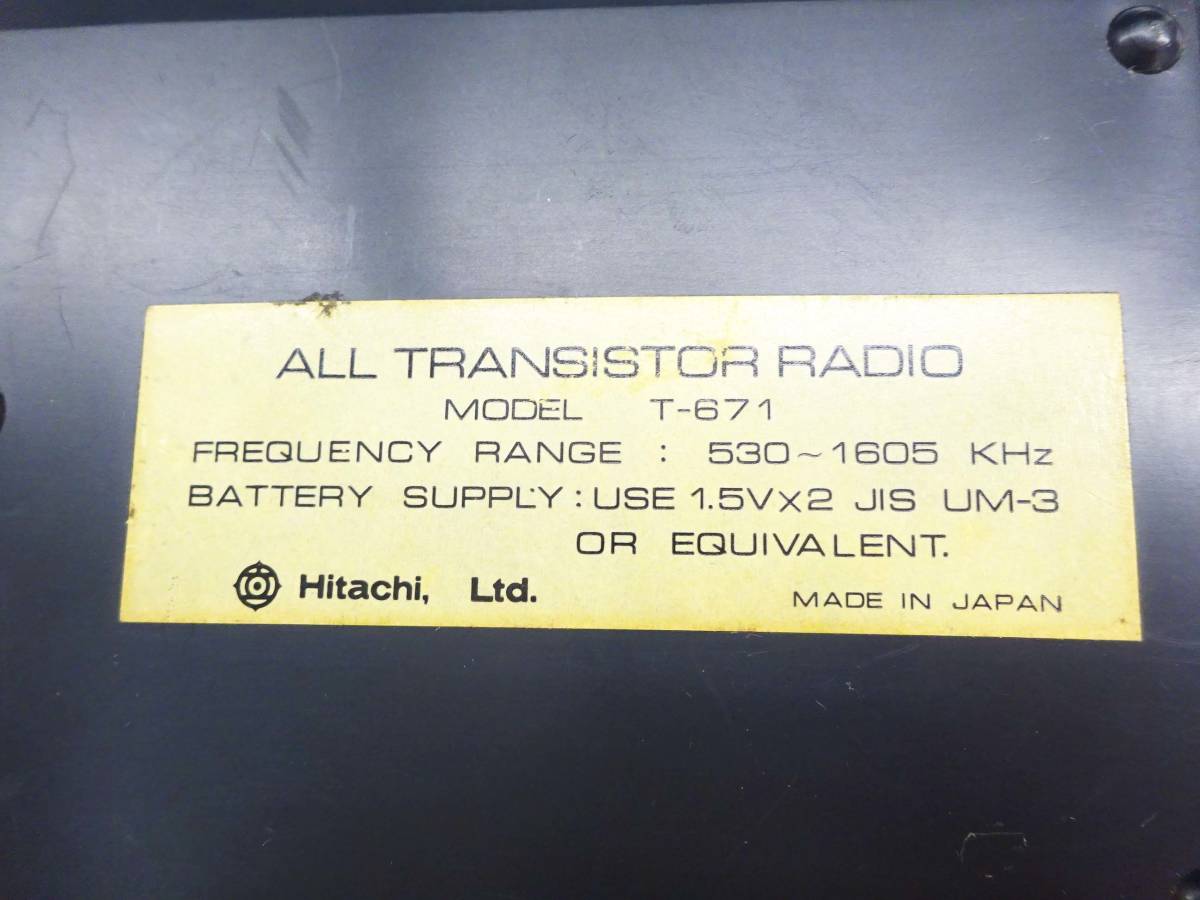 ALL TRANSISTOR RADIO
MODEL T-671
FREQUENCY RANGE : 530~1605 KHz
BATTERY SUPPLY : USE 1.5V×2 JIS UM-3
OR EQUIVALENT.
Hitachi, Ltd. MADE IN JAPAN